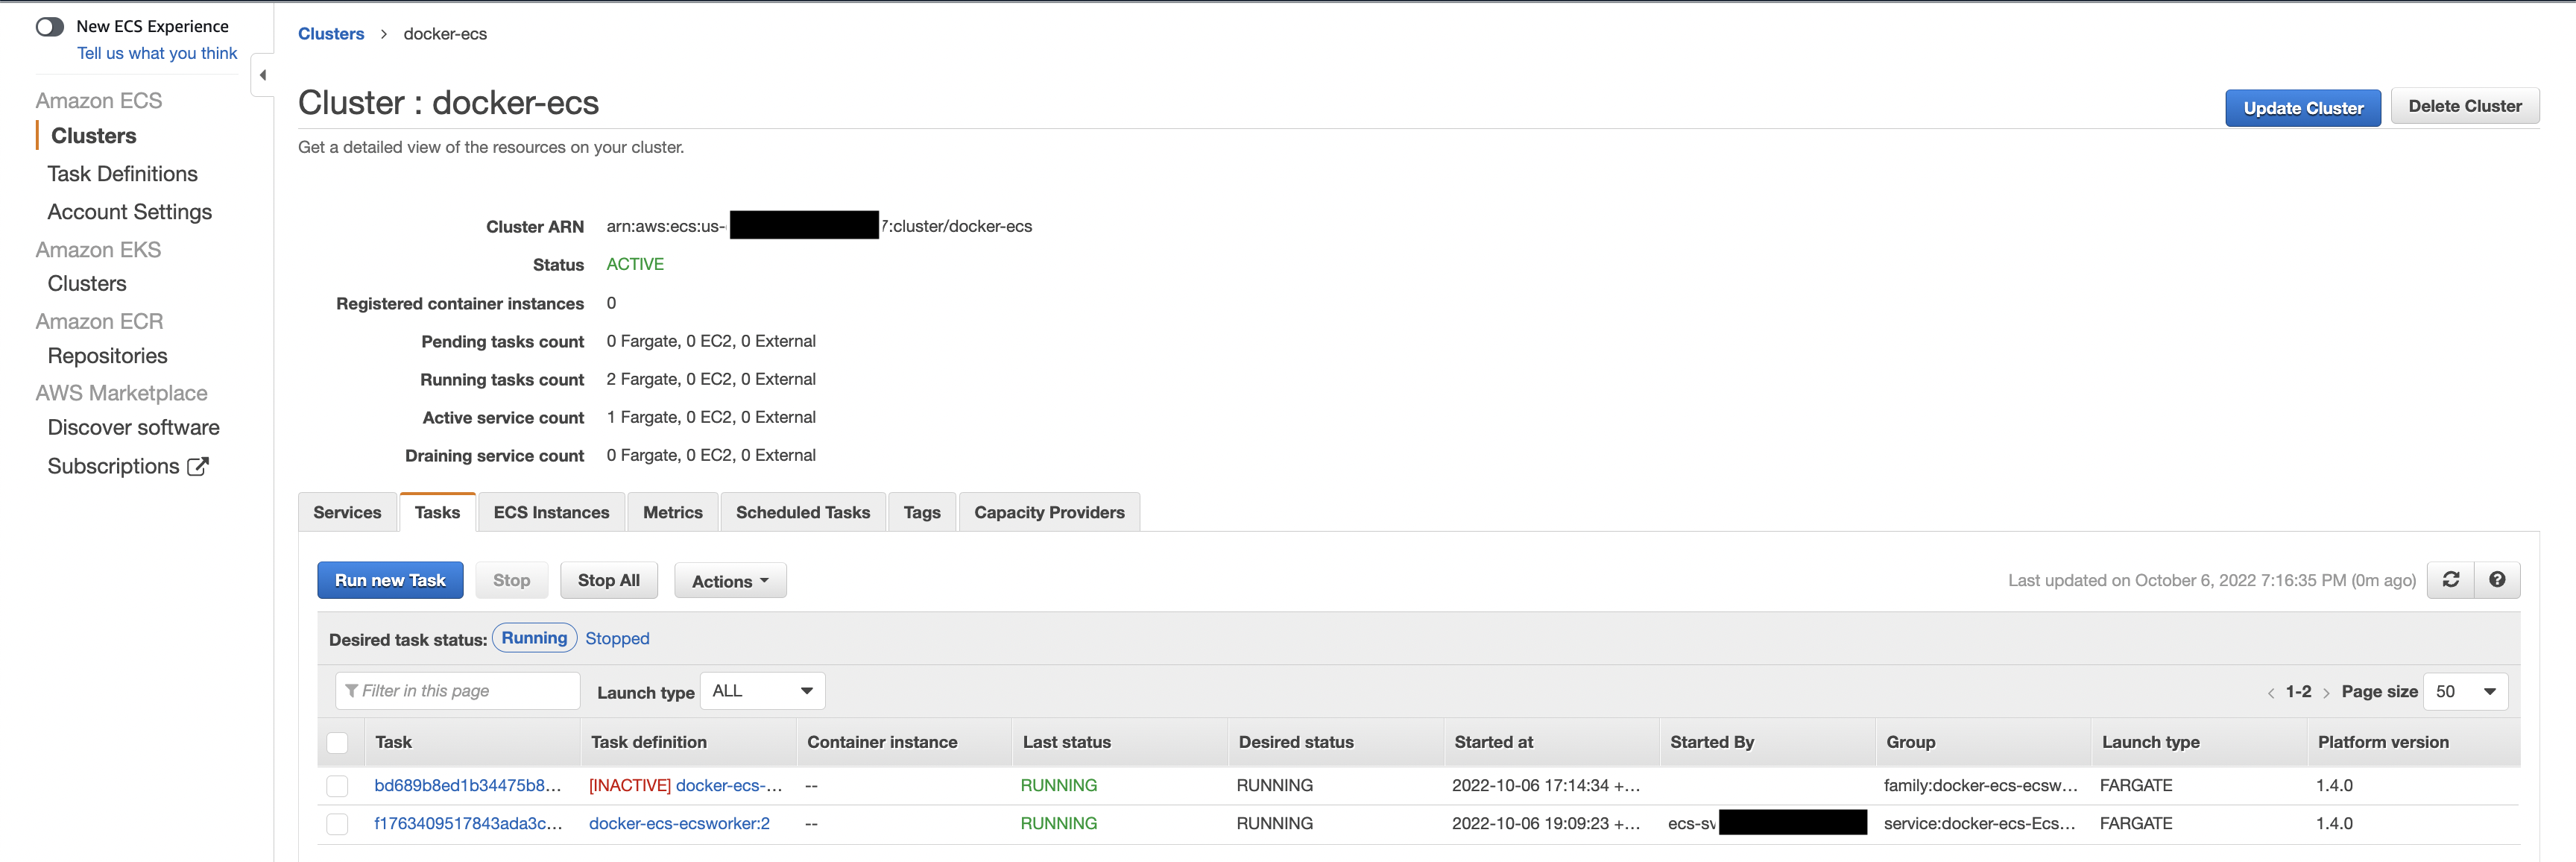 New ECS Experience
Tell us what you think
Amazon ECS
Clusters
Task Definitions
Account Settings
Amazon EKS
Clusters
Amazon ECR
Repositories
AWS Marketplace
Discover software
Subscriptions
Clusters > docker-ecs
Cluster : docker-ecs
Update Cluster
Delete Cluster
Get a detailed view of the resources on your cluster.
Cluster ARN arn:aws:ecs:us- 7:cluster/docker-ecs
Status ACTIVE
Registered container instances 0
Pending tasks count 0 Fargate, 0 EC2, 0 External
Running tasks count 2 Fargate, 0 EC2, 0 External
Active service count 1 Fargate, 0 EC2, 0 External
Draining service count 0 Fargate, 0 EC2, 0 External
Services Tasks ECS Instances Metrics Scheduled Tasks Tags Capacity Providers
Run new Task Stop Stop All Actions Last updated on October 6, 2022 7:16:35 PM (0m ago)
Desired task status: Running Stopped
Filter in this page Launch type ALL < 1-2 > Page size 50
Task Task definition Container instance Last status Desired status Started at Started By Group Launch type Platform version
bd689b8ed1b34475b8... [INACTIVE] docker-ecs-... -- RUNNING RUNNING 2022-10-06 17:14:34 +... family:docker-ecs-ecsw... FARGATE 1.4.0
f1763409517843ada3c... docker-ecs-ecsworker:2 -- RUNNING RUNNING 2022-10-06 19:09:23 +... ecs-sv service:docker-ecs-Ecs... FARGATE 1.4.0